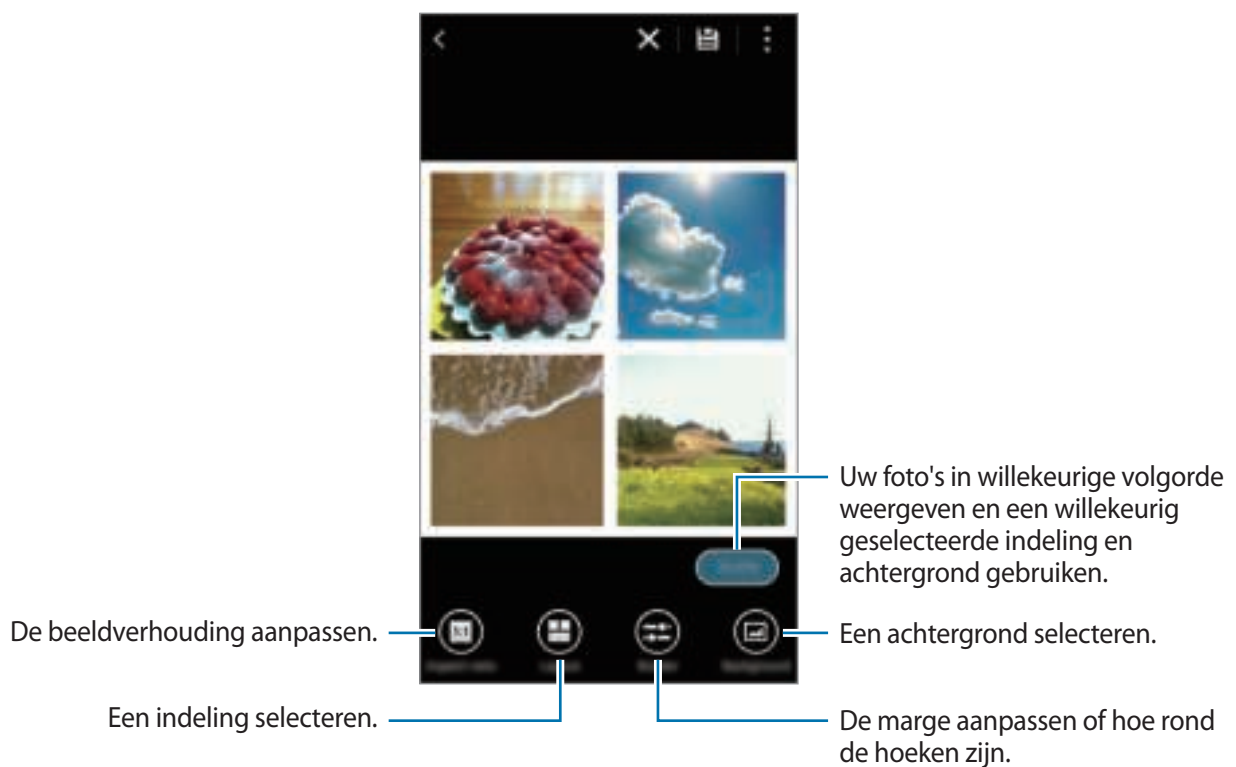 Uw foto's in willekeurige volgorde
weergeven en een willekeurig
geselecteerde indeling en
achtergrond gebruiken.
De beeldverhouding aanpassen.
Een achtergrond selecteren.
Een indeling selecteren.
De marge aanpassen of hoe rond
de hoeken zijn.